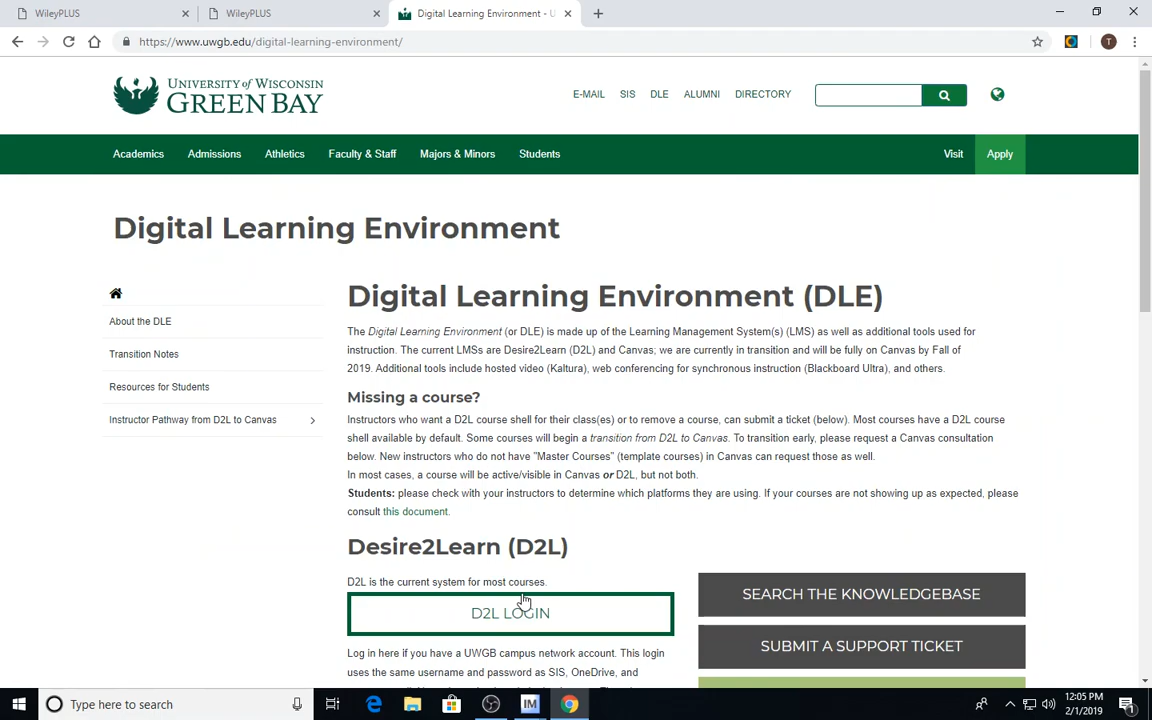 WileyPLUS
WileyPLUS
Digital Learning Environment - U
https://www.uwgb.edu/digital-learning-environment/
T
UNIVERSITY of WISCONSIN
GREEN BAY
E-MAIL SIS DLE ALUMNI DIRECTORY
Academics Admissions Athletics Faculty & Staff Majors & Minors Students Visit Apply
Digital Learning Environment
About the DLE
Transition Notes
Resources for Students
Instructor Pathway from D2L to Canvas
Digital Learning Environment (DLE)
The Digital Learning Environment (or DLE) is made up of the Learning Management System(s) (LMS) as well as additional tools used for
instruction. The current LMSs are Desire2Learn (D2L) and Canvas; we are currently in transition and will be fully on Canvas by Fall of
2019. Additional tools include hosted video (Kaltura), web conferencing for synchronous instruction (Blackboard Ultra), and others.
Missing a course?
Instructors who want a D2L course shell for their class(es) or to remove a course, can submit a ticket (below). Most courses have a D2L course
shell available by default. Some courses will begin a transition from D2L to Canvas. To transition early, please request a Canvas consultation
below. New instructors who do not have "Master Courses" (template courses) in Canvas can request those as well.
In most cases, a course will be active/visible in Canvas or D2L, but not both.
Students: please check with your instructors to determine which platforms they are using. If your courses are not showing up as expected, please
consult this document.
Desire2Learn (D2L)
D2L is the current system for most courses.
D2L LOGIN
Log in here if you have a UWGB campus network account. This login
uses the same username and password as SIS, OneDrive, and
SEARCH THE KNOWLEDGEBASE
SUBMIT A SUPPORT TICKET
Type here to search
IM
12:05 PM
2/1/2019
1